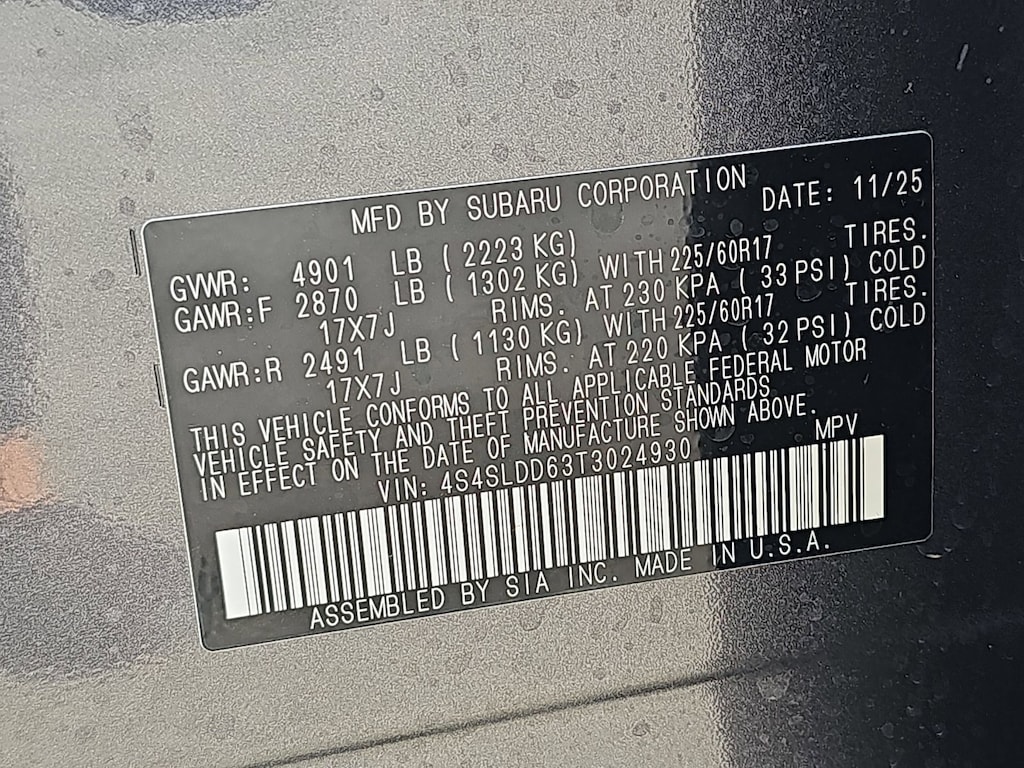 MFD BY SUBARU CORPORATION DATE: 11/25
GVWR: 4901 LB ( 2223 KG)
GAWR:F 2870 LB ( 1302 KG) WITH 225/60R17 TIRES.
17X7J RIMS. AT 230 KPA ( 33 PSI) COLD
GAWR:R 2491 LB ( 1130 KG) WITH 225/60R17 TIRES.
17X7J RIMS. AT 220 KPA ( 32 PSI) COLD
THIS VEHICLE CONFORMS TO ALL APPLICABLE FEDERAL MOTOR
VEHICLE SAFETY AND THEFT PREVENTION STANDARDS
IN EFFECT ON THE DATE OF MANUFACTURE SHOWN ABOVE.
VIN: 4S4SLDD63T3024930 MPV
ASSEMBLED BY SIA INC. MADE IN U.S.A.